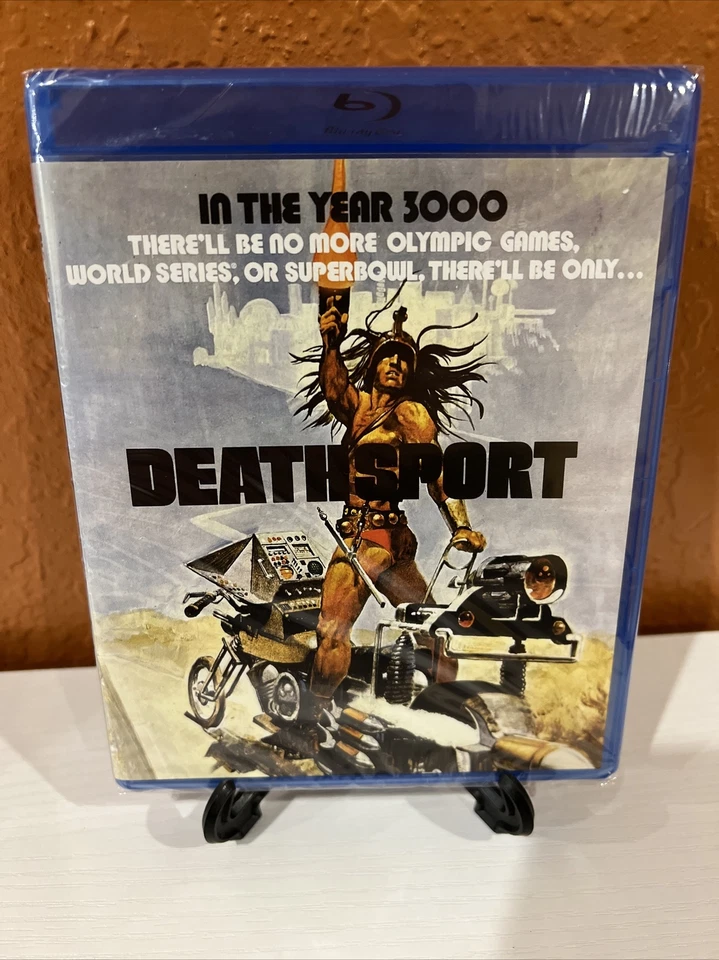 IN THE YEAR 3000
THERE'LL BE NO MORE OLYMPIC GAMES,
WORLD SERIES, OR SUPERBOWL, THERE'LL BE ONLY...
DEATHSPORT